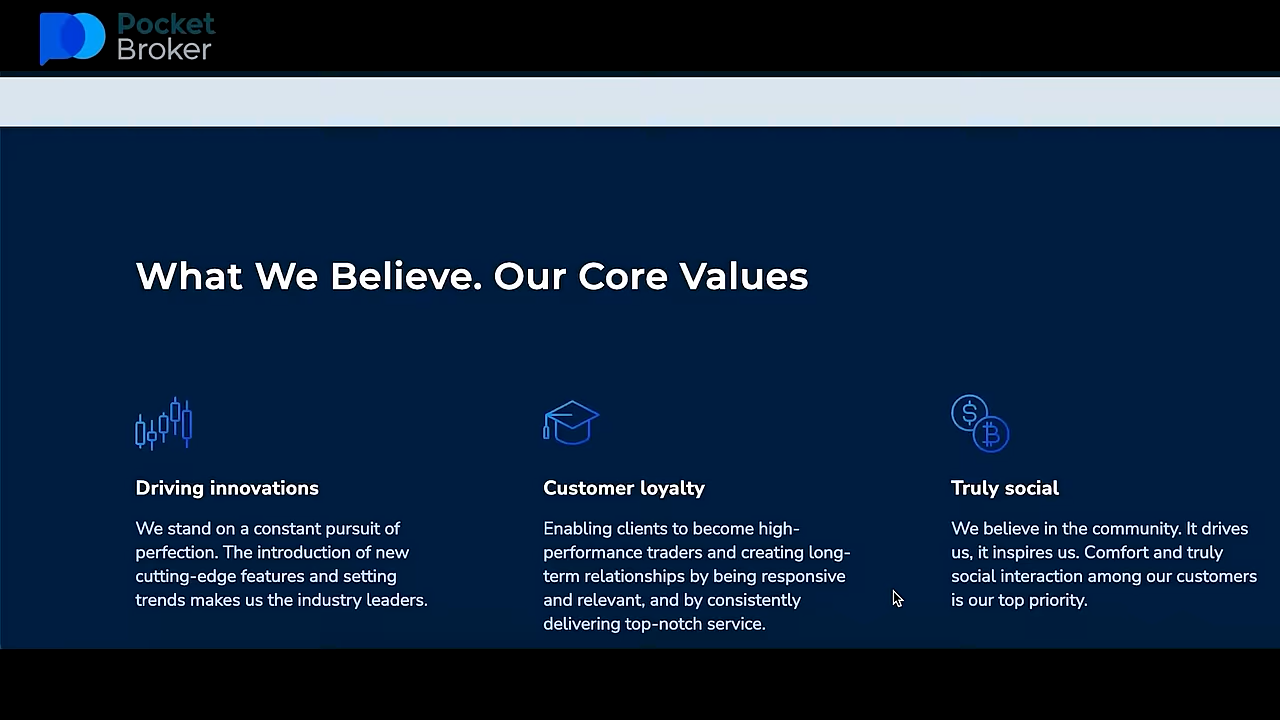 Pocket
Broker
What We Believe. Our Core Values
Driving innovations
We stand on a constant pursuit of
perfection. The introduction of new
cutting-edge features and setting
trends makes us the industry leaders.
Customer loyalty
Enabling clients to become high-
performance traders and creating long-
term relationships by being responsive
and relevant, and by consistently
delivering top-notch service.
Truly social
We believe in the community. It drives
us, it inspires us. Comfort and truly
social interaction among our customers
is our top priority.